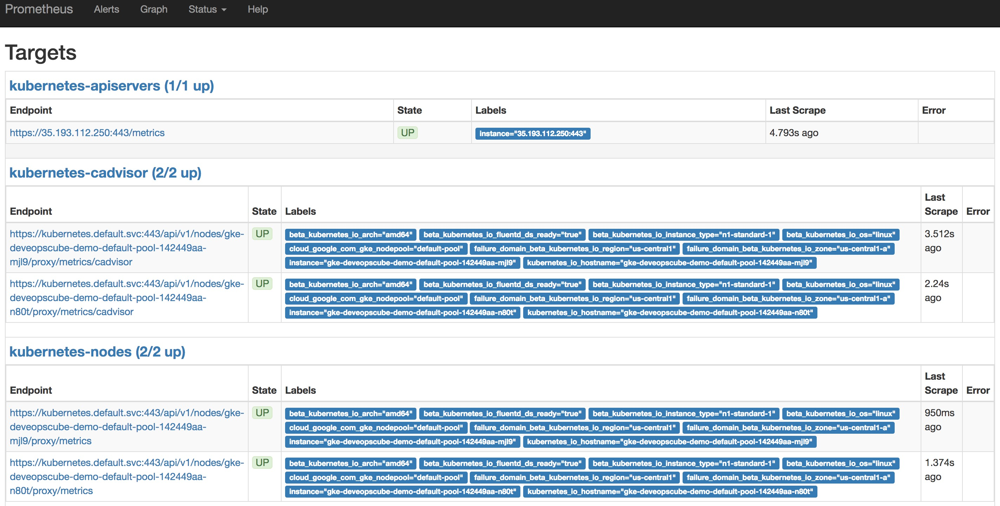 Prometheus Alerts Graph Status Help
Targets
kubernetes-apiservers (1/1 up)
Endpoint State Labels Last Scrape Error
https://35.193.112.250:443/metrics UP instance="35.193.112.250:443" 4.793s ago
kubernetes-cadvisor (2/2 up)
Endpoint State Labels Last Scrape Error
https://kubernetes.default.svc:443/api/v1/nodes/gke-
deveopscube-demo-default-pool-142449aa-
mjl9/proxy/metrics/cadvisor
UP
beta_kubernetes_io_arch="amd64" beta_kubernetes_io_fluentd_ds_ready="true" beta_kubernetes_io_instance_type="n1-standard-1" beta_kubernetes_io_os="linux"
cloud_google_com_gke_nodepool="default-pool" failure_domain_beta_kubernetes_io_region="us-central1" failure_domain_beta_kubernetes_io_zone="us-central1-a"
instance="gke-deveopscube-demo-default-pool-142449aa-mjl9" kubernetes_io_hostname="gke-deveopscube-demo-default-pool-142449aa-mjl9"
3.512s
ago
https://kubernetes.default.svc:443/api/v1/nodes/gke-
deveopscube-demo-default-pool-142449aa-
n80t/proxy/metrics/cadvisor
UP
beta_kubernetes_io_arch="amd64" beta_kubernetes_io_fluentd_ds_ready="true" beta_kubernetes_io_instance_type="n1-standard-1" beta_kubernetes_io_os="linux"
cloud_google_com_gke_nodepool="default-pool" failure_domain_beta_kubernetes_io_region="us-central1" failure_domain_beta_kubernetes_io_zone="us-central1-a"
instance="gke-deveopscube-demo-default-pool-142449aa-n80t" kubernetes_io_hostname="gke-deveopscube-demo-default-pool-142449aa-n80t"
2.24s
ago
kubernetes-nodes (2/2 up)
Endpoint State Labels Last Scrape Error
https://kubernetes.default.svc:443/api/v1/nodes/gke-
deveopscube-demo-default-pool-142449aa-
mjl9/proxy/metrics
UP
beta_kubernetes_io_arch="amd64" beta_kubernetes_io_fluentd_ds_ready="true" beta_kubernetes_io_instance_type="n1-standard-1" beta_kubernetes_io_os="linux"
cloud_google_com_gke_nodepool="default-pool" failure_domain_beta_kubernetes_io_region="us-central1" failure_domain_beta_kubernetes_io_zone="us-central1-a"
instance="gke-deveopscube-demo-default-pool-142449aa-mjl9" kubernetes_io_hostname="gke-deveopscube-demo-default-pool-142449aa-mjl9"
950ms
ago
https://kubernetes.default.svc:443/api/v1/nodes/gke-
deveopscube-demo-default-pool-142449aa-
n80t/proxy/metrics
UP
beta_kubernetes_io_arch="amd64" beta_kubernetes_io_fluentd_ds_ready="true" beta_kubernetes_io_instance_type="n1-standard-1" beta_kubernetes_io_os="linux"
cloud_google_com_gke_nodepool="default-pool" failure_domain_beta_kubernetes_io_region="us-central1" failure_domain_beta_kubernetes_io_zone="us-central1-a"
instance="gke-deveopscube-demo-default-pool-142449aa-n80t" kubernetes_io_hostname="gke-deveopscube-demo-default-pool-142449aa-n80t"
1.374s
ago